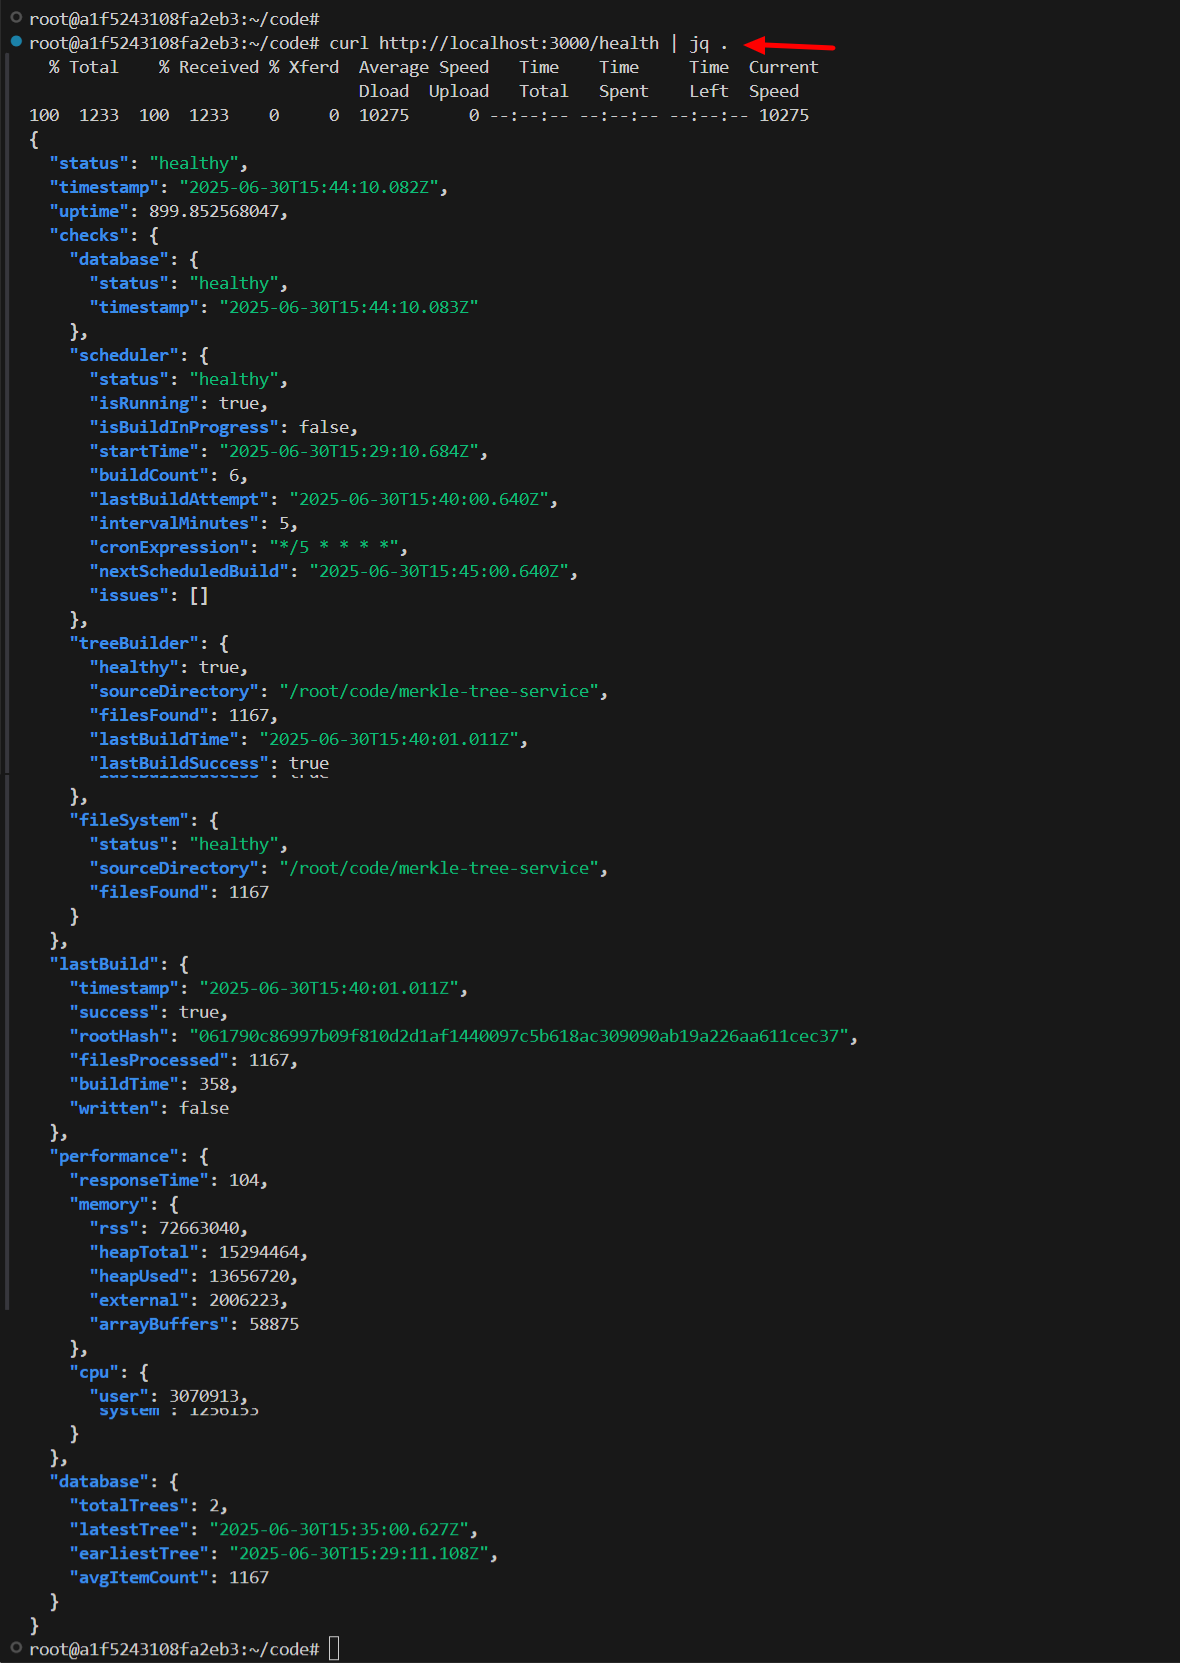 root@a1f5243108fa2eb3:~/code#
root@a1f5243108fa2eb3:~/code# curl http://localhost:3000/health | jq .
  % Total    % Received % Xferd  Average Speed   Time    Time     Time  Current
                                 Dload  Upload   Total   Spent    Left  Speed
100  1233  100  1233    0     0  10275      0 --:--:-- --:--:-- --:--:-- 10275
{
  "status": "healthy",
  "timestamp": "2025-06-30T15:44:10.082Z",
  "uptime": 899.852568047,
  "checks": {
    "database": {
      "status": "healthy",
      "timestamp": "2025-06-30T15:44:10.083Z"
    },
    "scheduler": {
      "status": "healthy",
      "isRunning": true,
      "isBuildInProgress": false,
      "startTime": "2025-06-30T15:29:10.684Z",
      "buildCount": 6,
      "lastBuildAttempt": "2025-06-30T15:40:00.640Z",
      "intervalMinutes": 5,
      "cronExpression": "*/5 * * * *",
      "nextScheduledBuild": "2025-06-30T15:45:00.640Z",
      "issues": []
    },
    "treeBuilder": {
      "healthy": true,
      "sourceDirectory": "/root/code/merkle-tree-service",
      "filesFound": 1167,
      "lastBuildTime": "2025-06-30T15:40:01.011Z",
      "lastBuildSuccess": true
    },
    "fileSystem": {
      "status": "healthy",
      "sourceDirectory": "/root/code/merkle-tree-service",
      "filesFound": 1167
    }
  },
  "lastBuild": {
    "timestamp": "2025-06-30T15:40:01.011Z",
    "success": true,
    "rootHash": "061790c86997b09f810d2d1af1440097c5b618ac309090ab19a226aa611cec37",
    "filesProcessed": 1167,
    "buildTime": 358,
    "written": false
  },
  "performance": {
    "responseTime": 104,
    "memory": {
      "rss": 72663040,
      "heapTotal": 15294464,
      "heapUsed": 13656720,
      "external": 2006223,
      "arrayBuffers": 58875
    },
    "cpu": {
      "user": 3070913,
      system :
    }
  },
  "database": {
    "totalTrees": 2,
    "latestTree": "2025-06-30T15:35:00.627Z",
    "earliestTree": "2025-06-30T15:29:11.108Z",
    "avgItemCount": 1167
  }
}
root@a1f5243108fa2eb3:~/code#